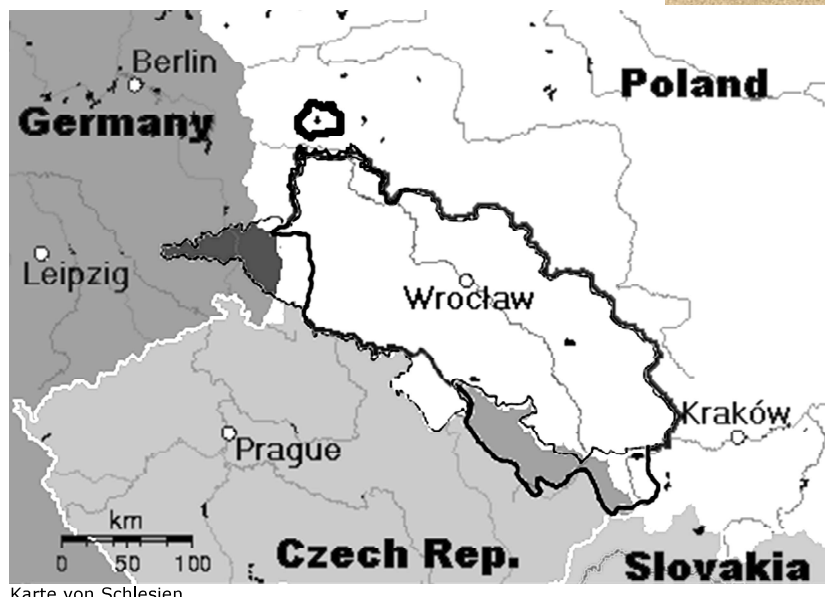 Berlin
Poland
Germany
Leipzig
Wrocław
Kraków
Prague
km
0 50 100
Czech Rep.
Slovakia
Karte von Schlesien